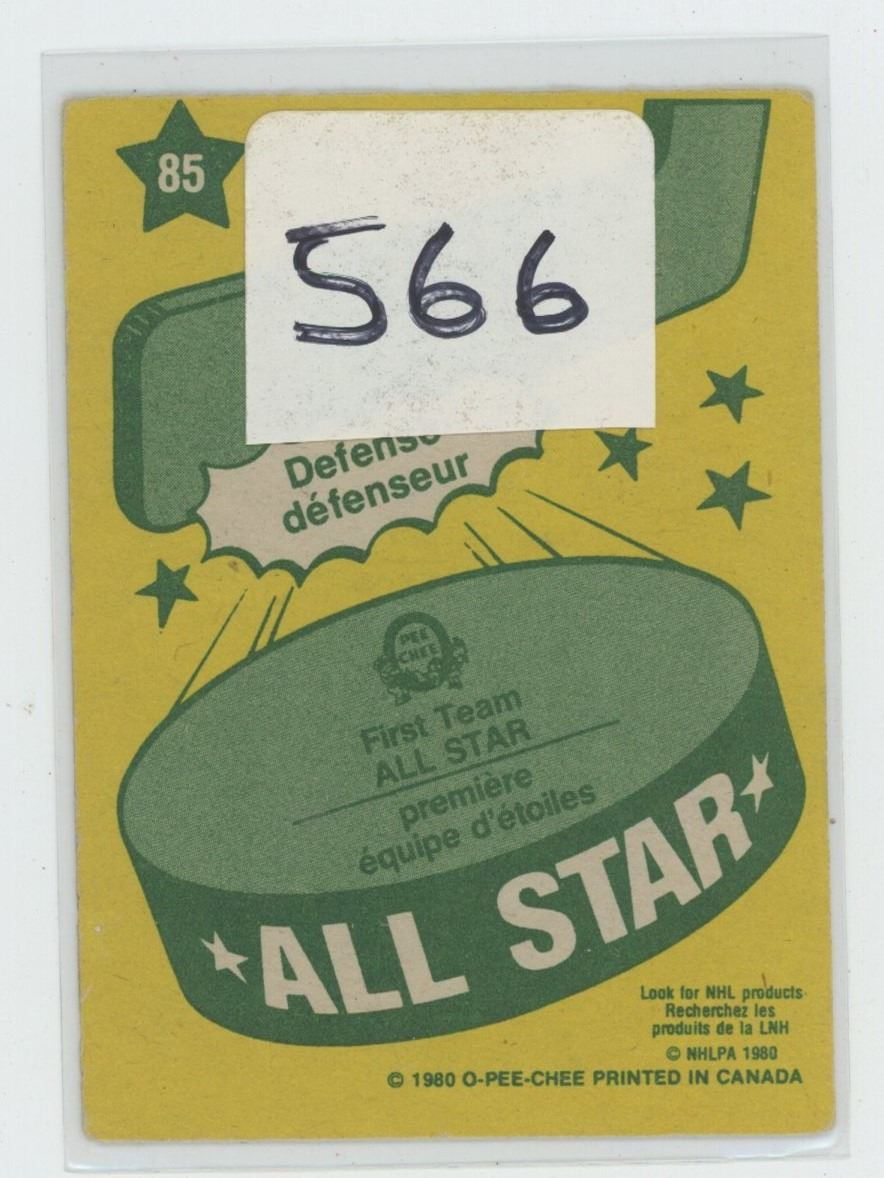 85
566
Defense
défenseur
PEE
CHEE
First Team
ALL STAR
première
équipe d'étoiles
ALL STAR
Look for NHL products
Recherchez les
produits de la LNH
© NHLPA 1980
© 1980 O-PEE-CHEE PRINTED IN CANADA